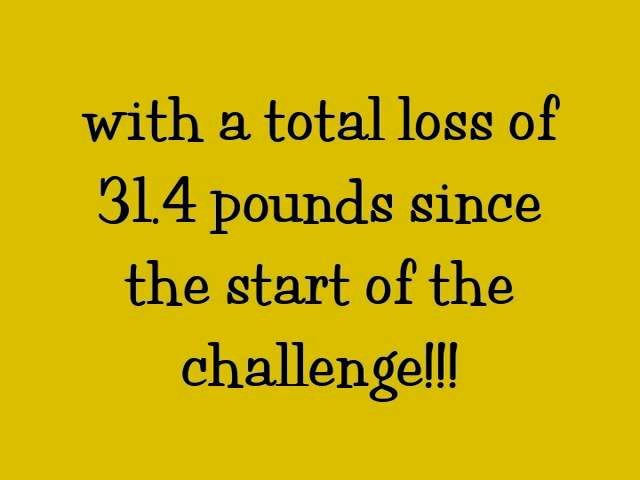 with a total loss of
31.4 pounds since
the start of the
challenge!!!